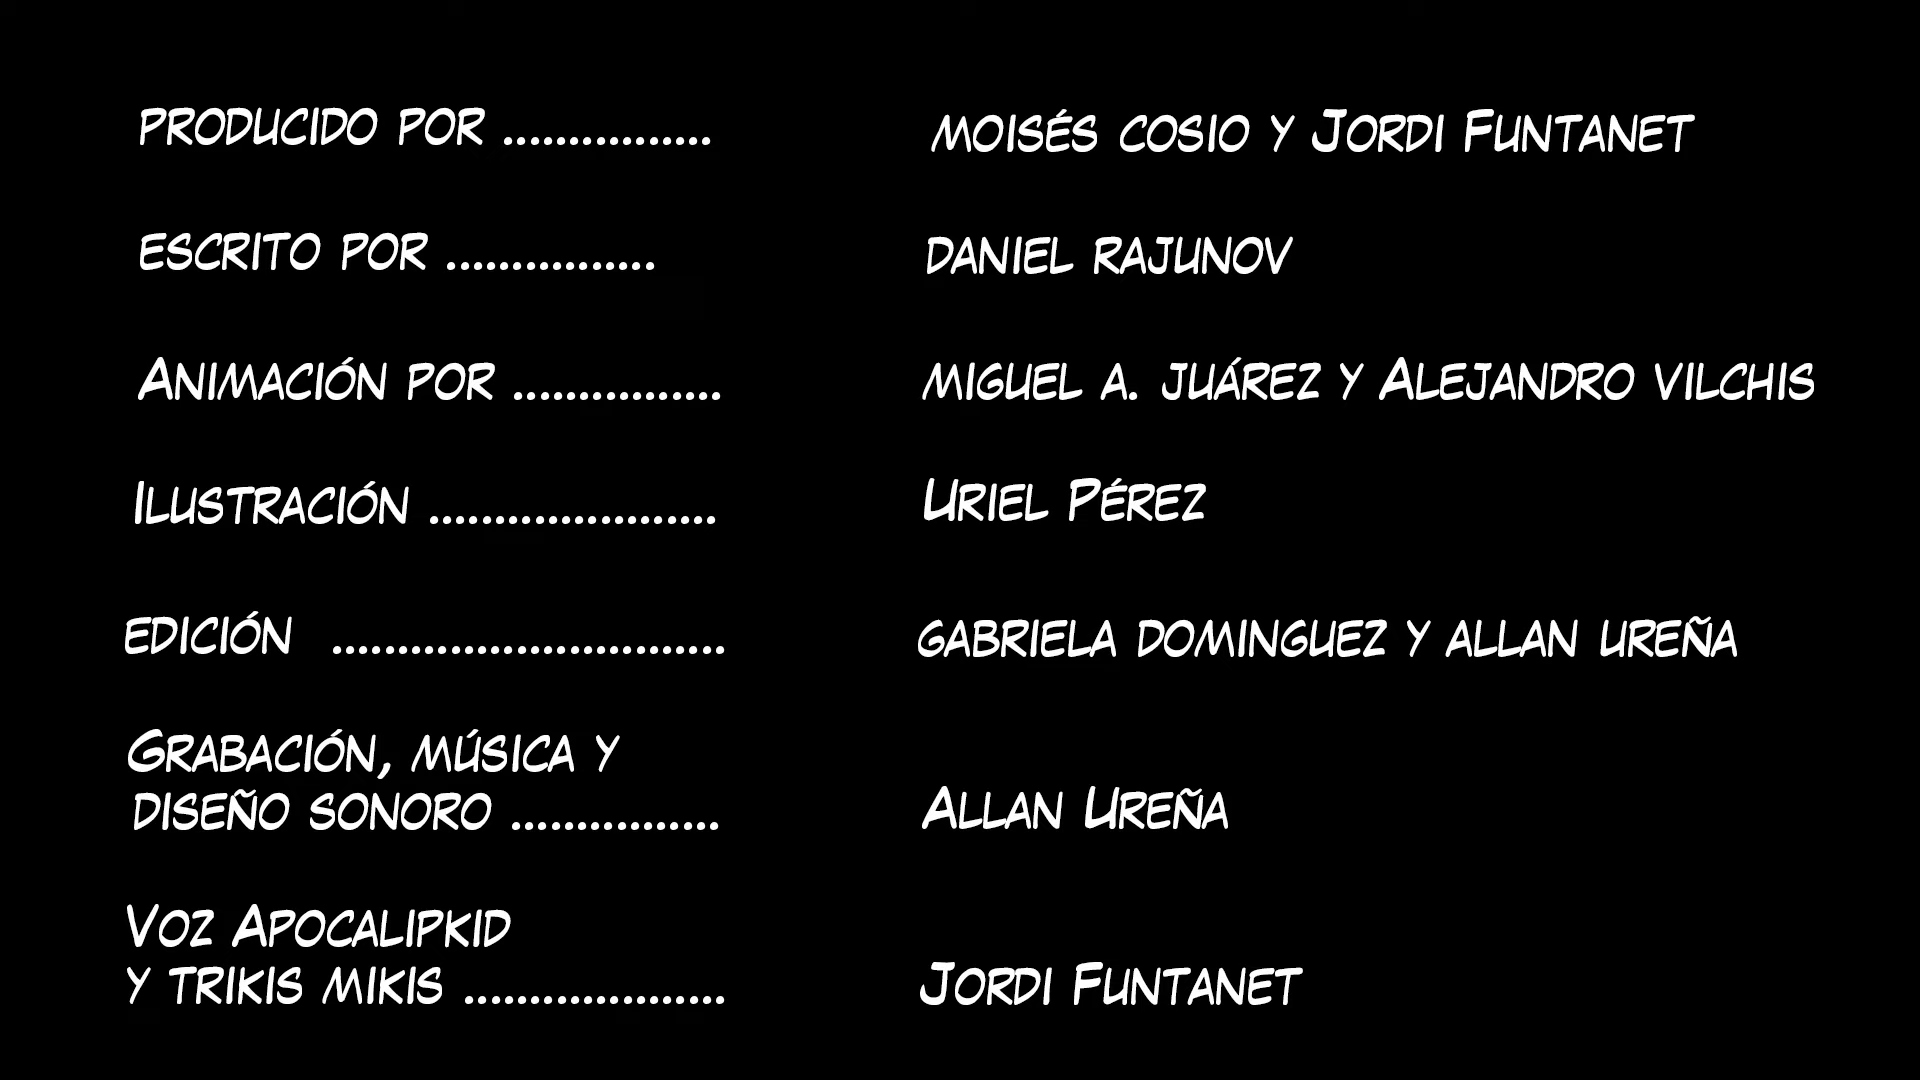 PRODUCIDO POR ................ MOISÉS COSIO Y JORDI FUNTANET
ESCRITO POR ................ DANIEL RAJUNOV
ANIMACIÓN POR ................ MIGUEL A. JUÁREZ Y ALEJANDRO VILCHIS
ILUSTRACIÓN ...................... URIEL PÉREZ
EDICIÓN .............................. GABRIELA DOMINGUEZ Y ALLAN UREÑA
GRABACIÓN, MÚSICA Y
DISEÑO SONORO ................ ALLAN UREÑA
VOZ APOCALIPKID
Y TRIKIS MIKIS .................... JORDI FUNTANET